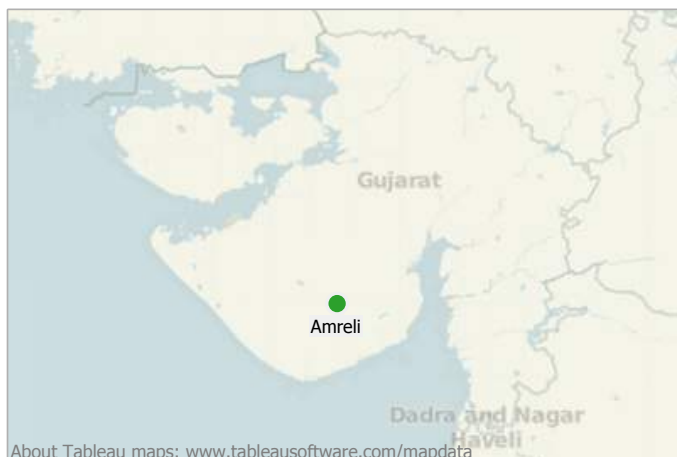 Gujarat
Amreli
Dadra and Nagar
Haveli
About Tableau maps: www.tableausoftware.com/mapdata